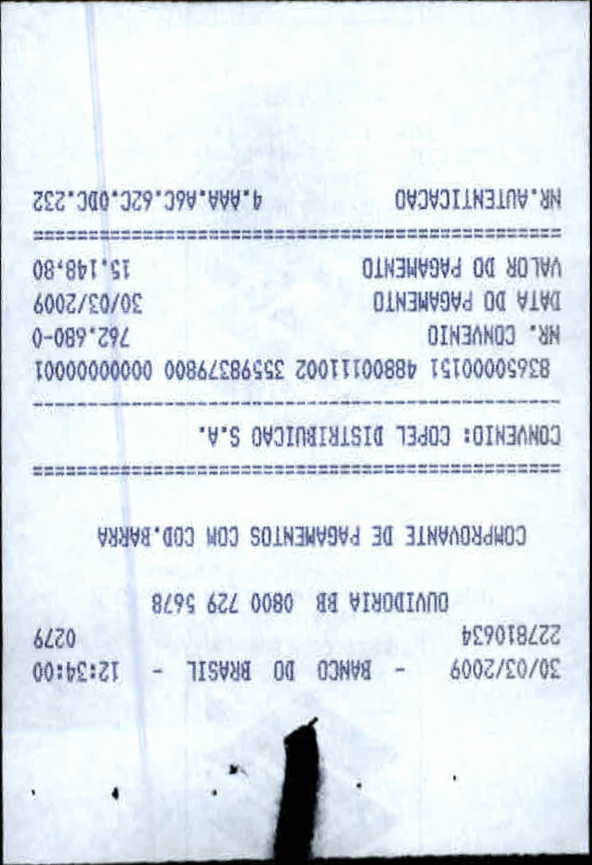 30/03/2009 - BANCO DO BRASIL - 12:34:00
227810634 0279
OUVIDORIA BB 0800 729 5678
COMPROVANTE DE PAGAMENTOS COM COD.BARRA
================================================
CONVENIO: COPEL DISTRIBUICAO S.A.
------------------------------------------------
83650000151 48800111002 35598379800 00000000001
NR. CONVENIO 762.680-0
DATA DO PAGAMENTO 30/03/2009
VALOR DO PAGAMENTO 15.148,80
================================================
NR.AUTENTICACAO 4.AAA.A6C.62C.0DC.232